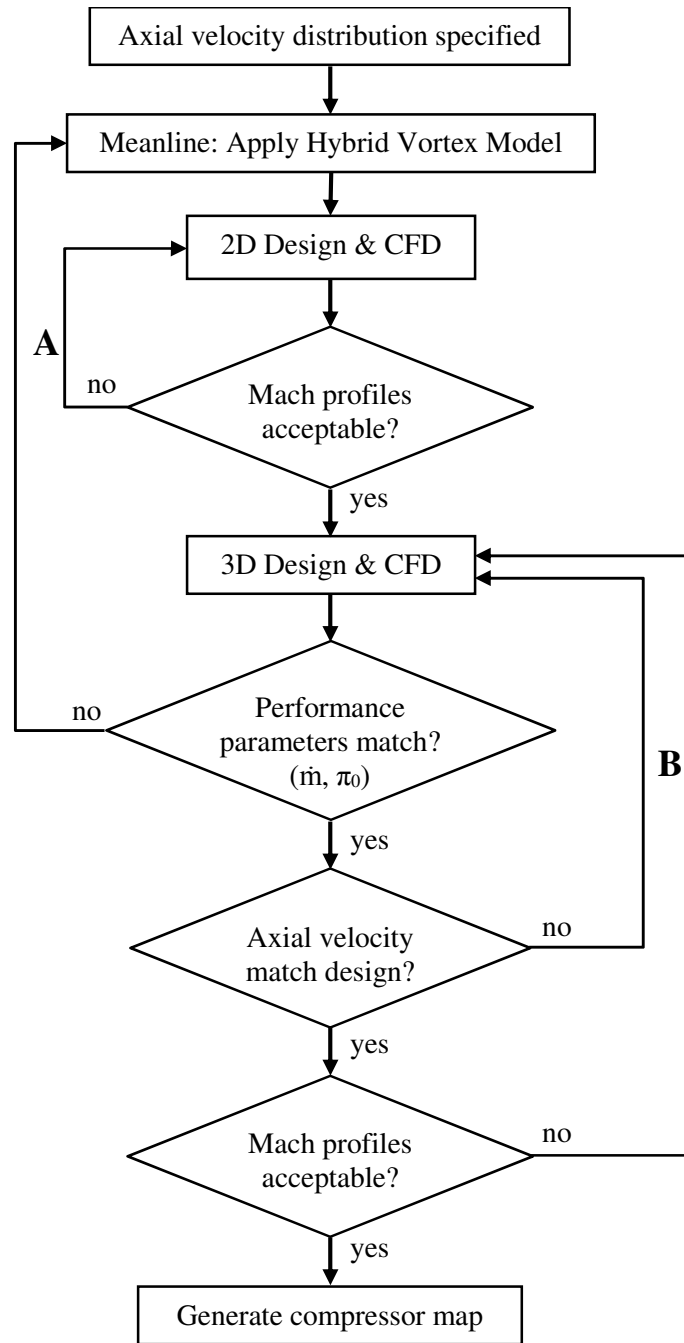 Axial velocity distribution specified
Meanline: Apply Hybrid Vortex Model
2D Design & CFD
A
no
Mach profiles
acceptable?
yes
3D Design & CFD
no
Performance
parameters match?
(ṁ, π₀)
B
yes
Axial velocity
match design?
no
yes
Mach profiles
acceptable?
no
yes
Generate compressor map